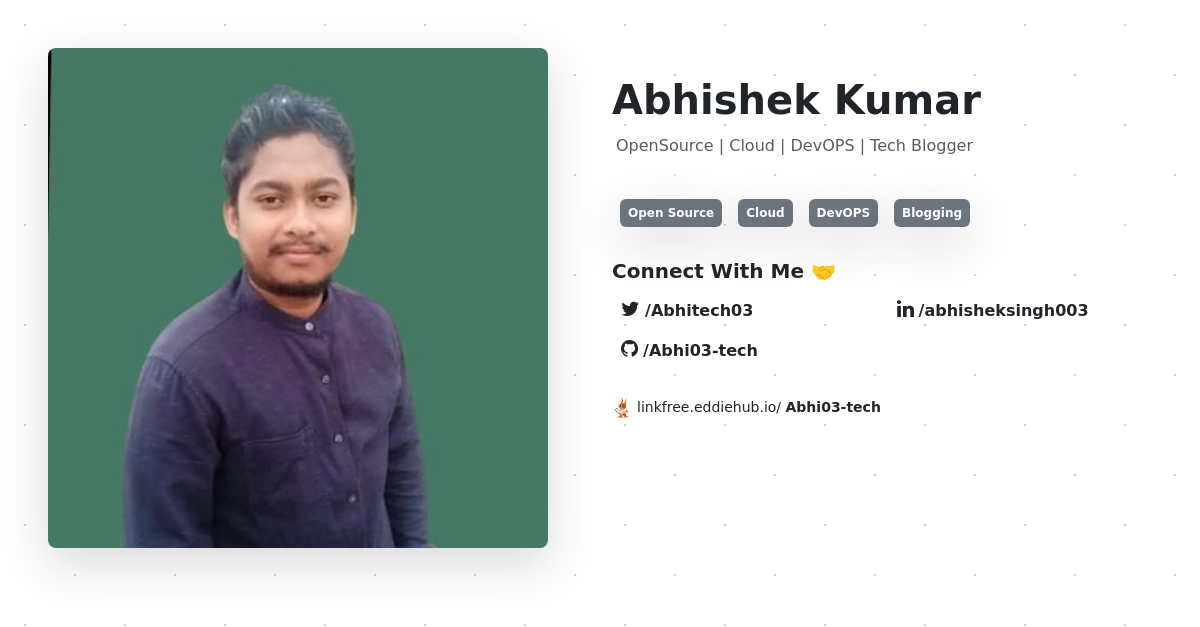 Abhishek Kumar
OpenSource | Cloud | DevOPS | Tech Blogger
Open Source Cloud DevOPS Blogging
Connect With Me 🤝
/Abhitech03 /abhisheksingh003
/Abhi03-tech
linkfree.eddiehub.io/ Abhi03-tech